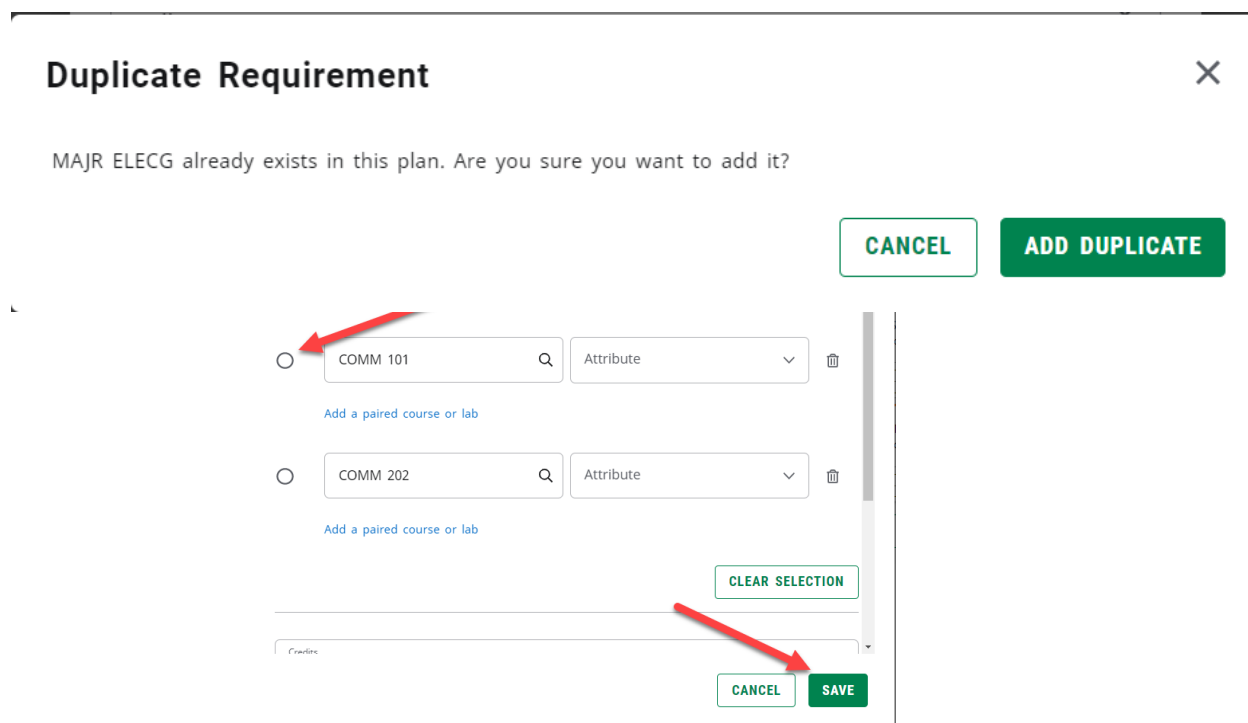 Duplicate Requirement
MAJR ELECG already exists in this plan. Are you sure you want to add it?
CANCEL ADD DUPLICATE
COMM 101 Attribute
Add a paired course or lab
COMM 202 Attribute
Add a paired course or lab
CLEAR SELECTION
Credits
CANCEL SAVE